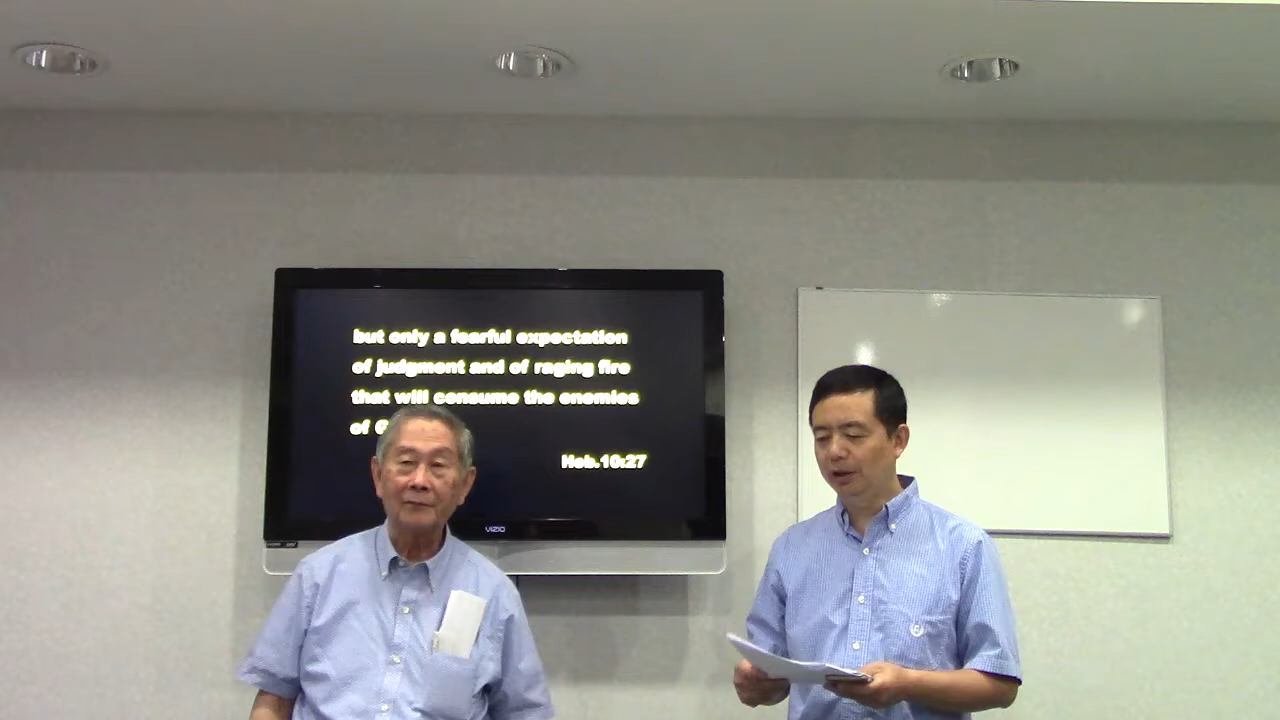 but only a fearful expectation
of judgment and of raging fire
that will consume the enemies
of G
Heb.10:27
VIZIO